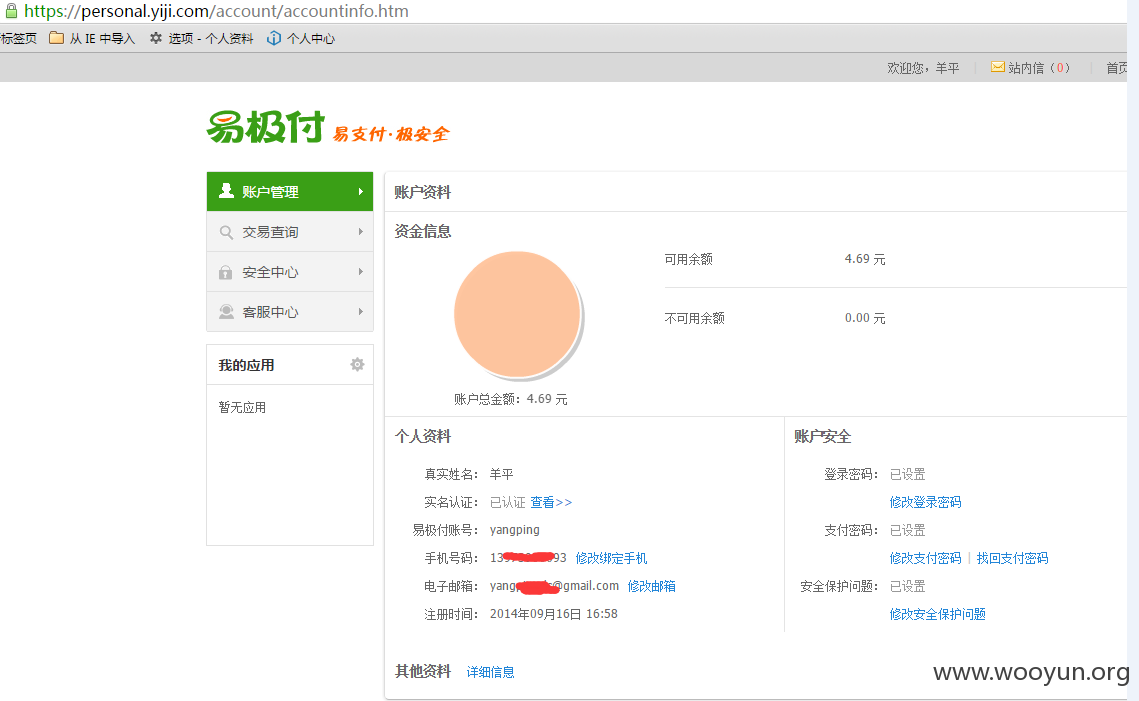 https://personal.yiji.com/account/accountinfo.htm
标签页 从 IE 中导入 选项 - 个人资料 个人中心
欢迎您，羊平 站内信（0） 首页
易极付 易支付·极安全
账户管理
交易查询
安全中心
客服中心
我的应用
暂无应用
账户资料
资金信息
可用余额 4.69 元
不可用余额 0.00 元
账户总金额：4.69 元
个人资料
真实姓名： 羊平
实名认证： 已认证 查看>>
易极付账号： yangping
手机号码： 13 93 修改绑定手机
电子邮箱： yang @gmail.com 修改邮箱
注册时间： 2014年09月16日 16:58
账户安全
登录密码： 已设置
修改登录密码
支付密码： 已设置
修改支付密码 | 找回支付密码
安全保护问题： 已设置
修改安全保护问题
其他资料 详细信息
www.wooyun.org